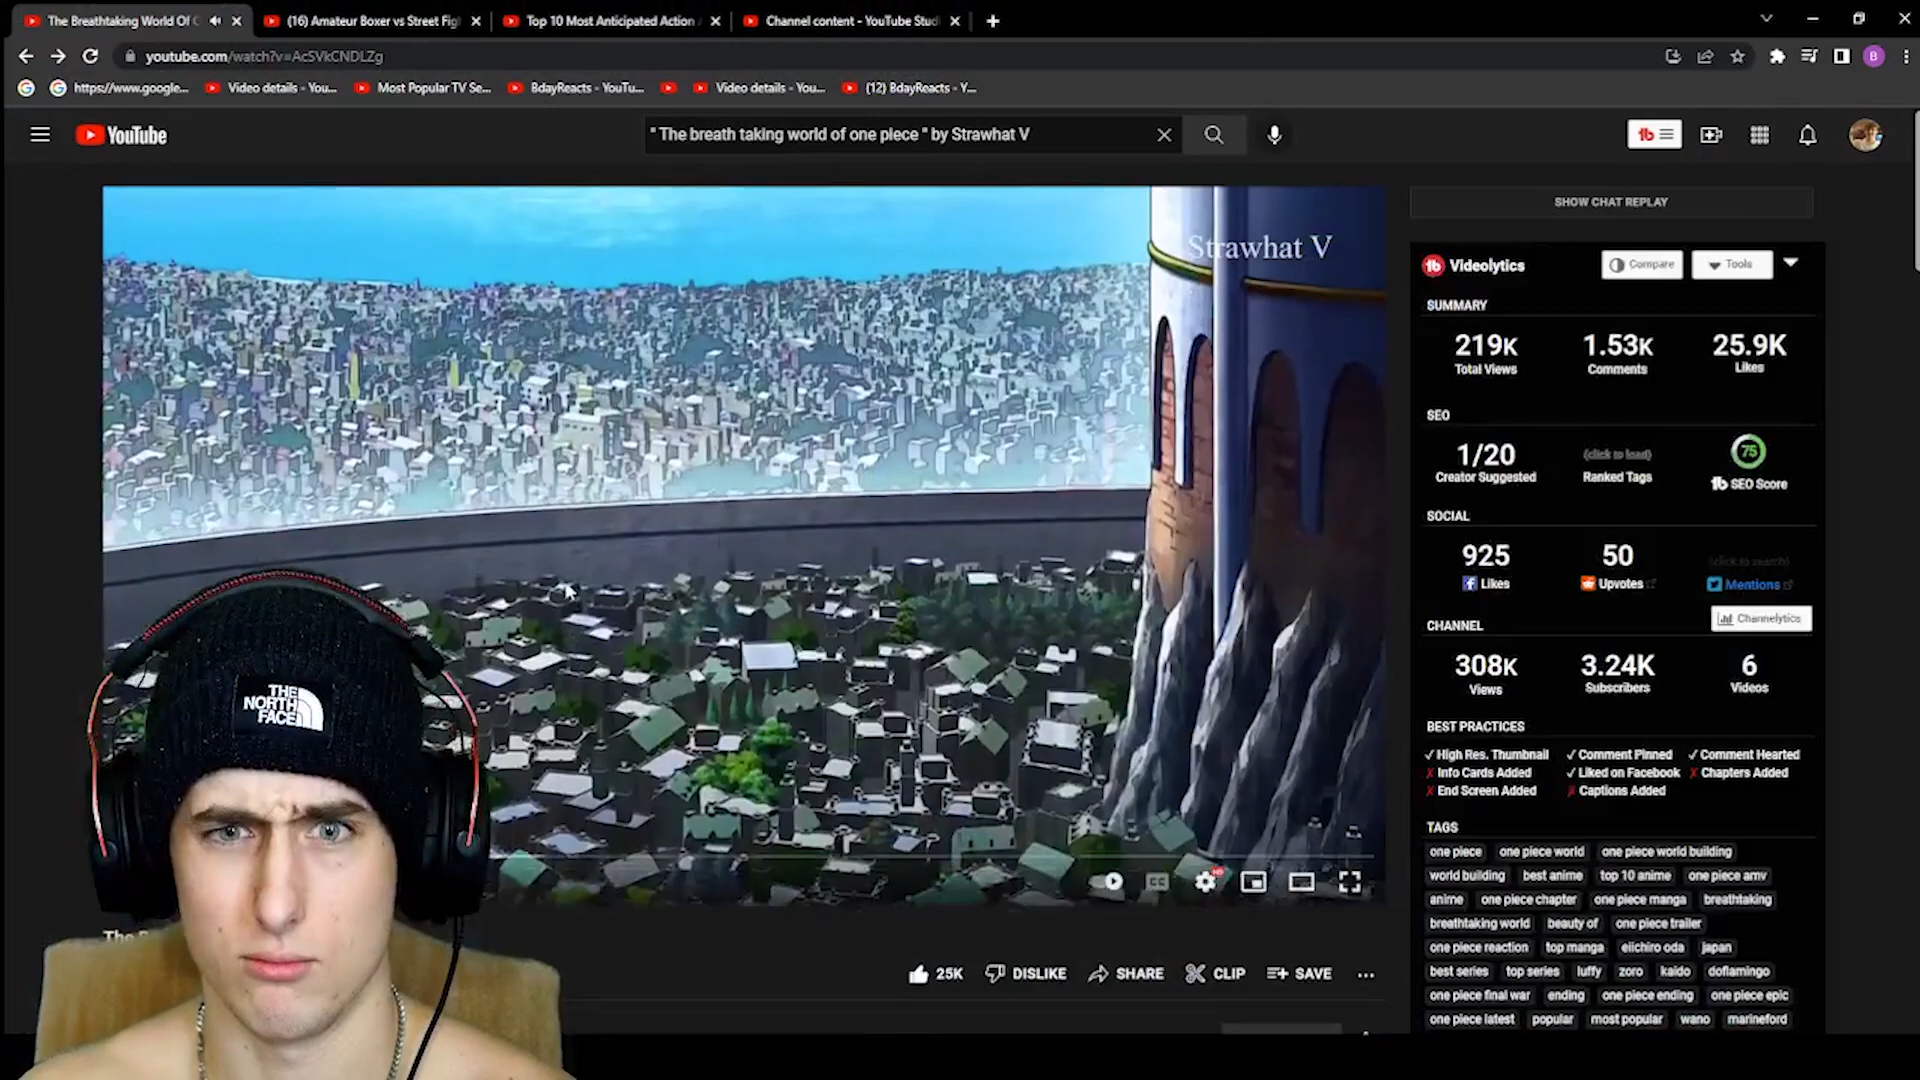 The Breathtaking World Of
(16) Amateur Boxer vs Street Fig
Top 10 Most Anticipated Action
Channel content - YouTube Stud
youtube.com/watch?v=AcSVkCNDLZg
B
https://www.google...
Video details - You...
Most Popular TV Se...
BdayReacts - YouTu...
Video details - You...
(12) BdayReacts - Y...
YouTube
" The breath taking world of one piece " by Strawhat V
tb
Strawhat V
SHOW CHAT REPLAY
tb Videolytics
Compare
Tools
SUMMARY
219K
1.53K
25.9K
Total Views
Comments
Likes
SEO
1/20
(click to load)
75
Creator Suggested
Ranked Tags
tb SEO Score
SOCIAL
925
50
(click to search)
Likes
Upvotes
Mentions
CHANNEL
Channelytics
308K
3.24K
6
Views
Subscribers
Videos
BEST PRACTICES
✓ High Res. Thumbnail ✓ Comment Pinned ✓ Comment Hearted
✗ Info Cards Added ✓ Liked on Facebook ✗ Chapters Added
✗ End Screen Added ✗ Captions Added
TAGS
one piece one piece world one piece world building
world building best anime top 10 anime one piece amv
anime one piece chapter one piece manga breathtaking
breathtaking world beauty of one piece trailer
one piece reaction top manga eiichiro oda japan
best series top series luffy zoro kaido doflamingo
one piece final war ending one piece ending one piece epic
one piece latest popular most popular wano marineford
THE
NORTH
FACE
CC
HD
25K
DISLIKE
SHARE
CLIP
SAVE